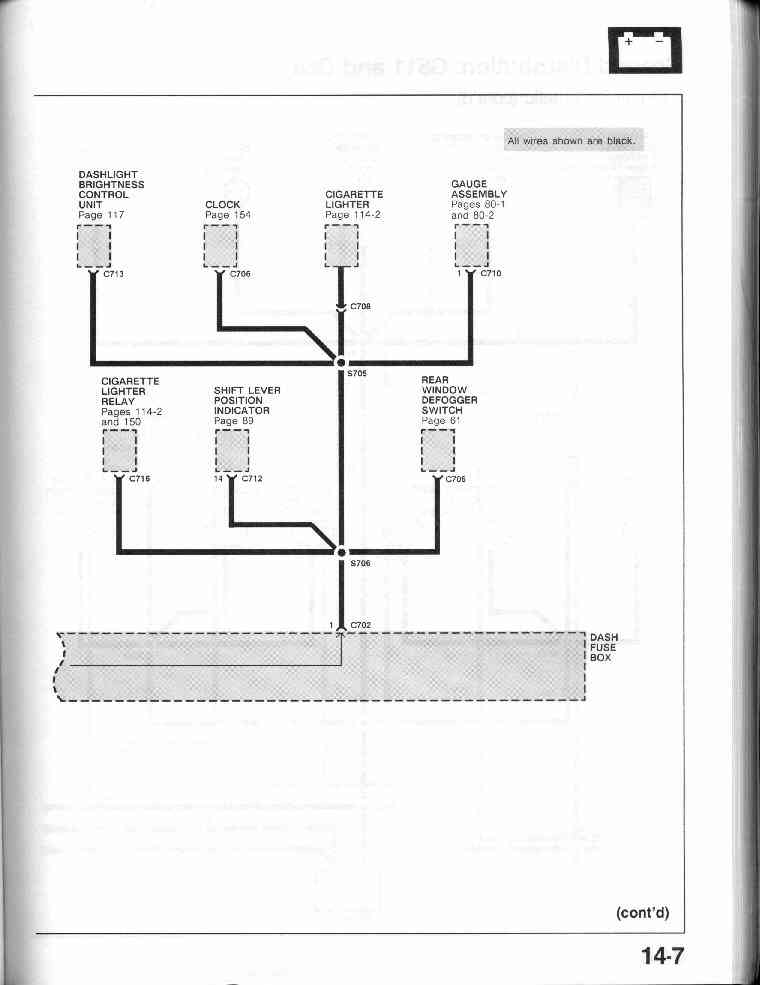 + −
All wires shown are black.
DASHLIGHT
BRIGHTNESS
CONTROL
UNIT
Page 117
CLOCK
Page 154
CIGARETTE
LIGHTER
Page 114-2
GAUGE
ASSEMBLY
Pages 80-1
and 80-2
C713
C706
1
C710
C708
S705
CIGARETTE
LIGHTER
RELAY
Pages 114-2
and 150
SHIFT LEVER
POSITION
INDICATOR
Page 89
REAR
WINDOW
DEFOGGER
SWITCH
Page 61
C716
14
C712
C705
S706
1
C702
DASH
FUSE
BOX
(cont'd)
14-7